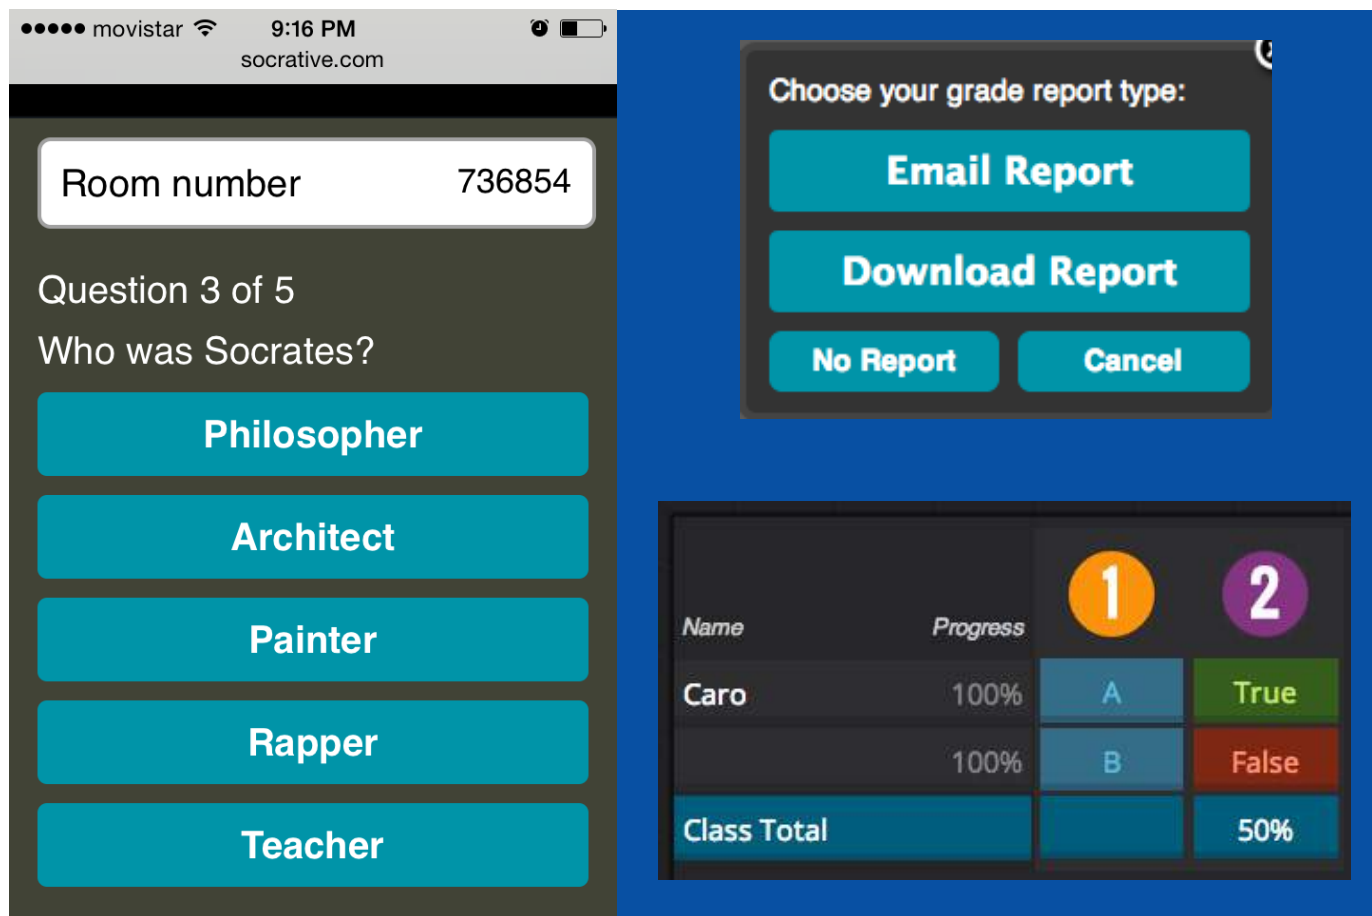 movistar 9:16 PM
socrative.com
Room number 736854
Question 3 of 5
Who was Socrates?
Philosopher
Architect
Painter
Rapper
Teacher
Choose your grade report type:
Email Report
Download Report
No Report Cancel
1 2
Name Progress
Caro 100% A True
100% B False
Class Total 50%